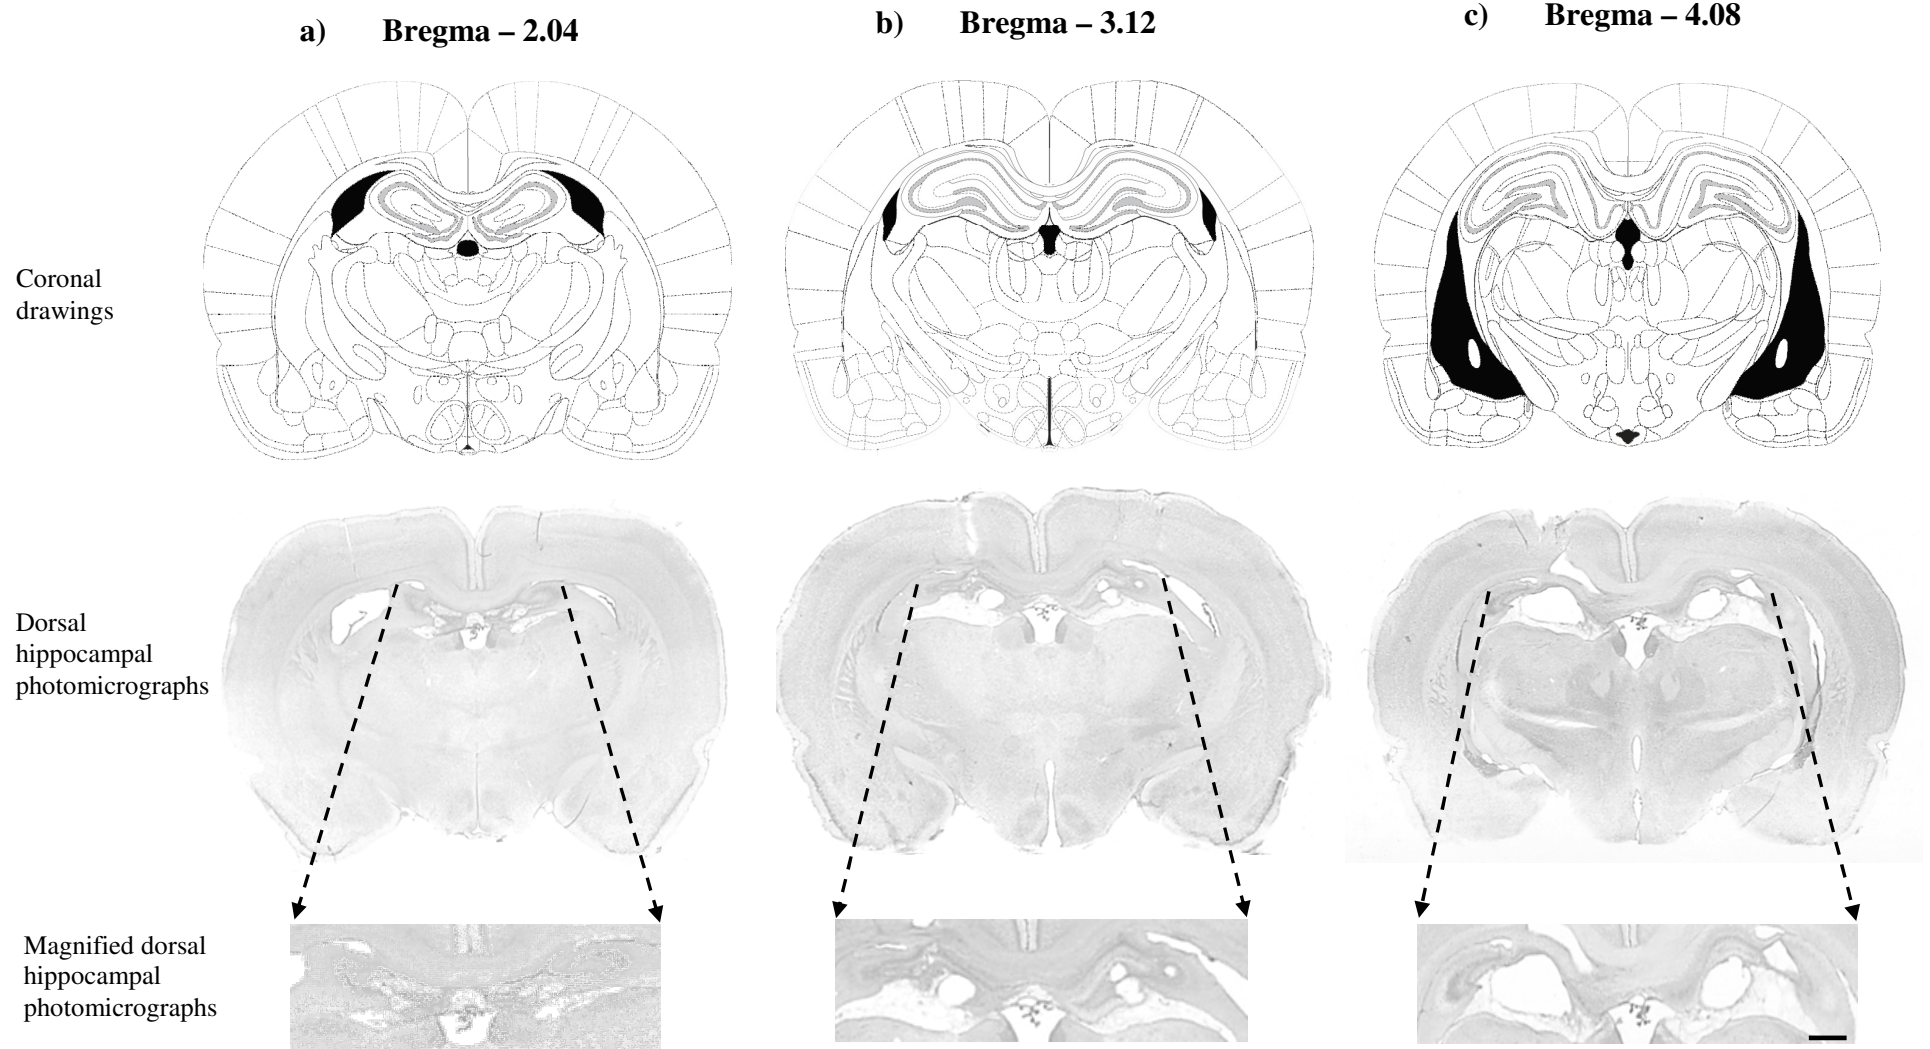 a) Bregma – 2.04
b) Bregma – 3.12
c) Bregma – 4.08
Coronal
drawings
Dorsal
hippocampal
photomicrographs
Magnified dorsal
hippocampal
photomicrographs